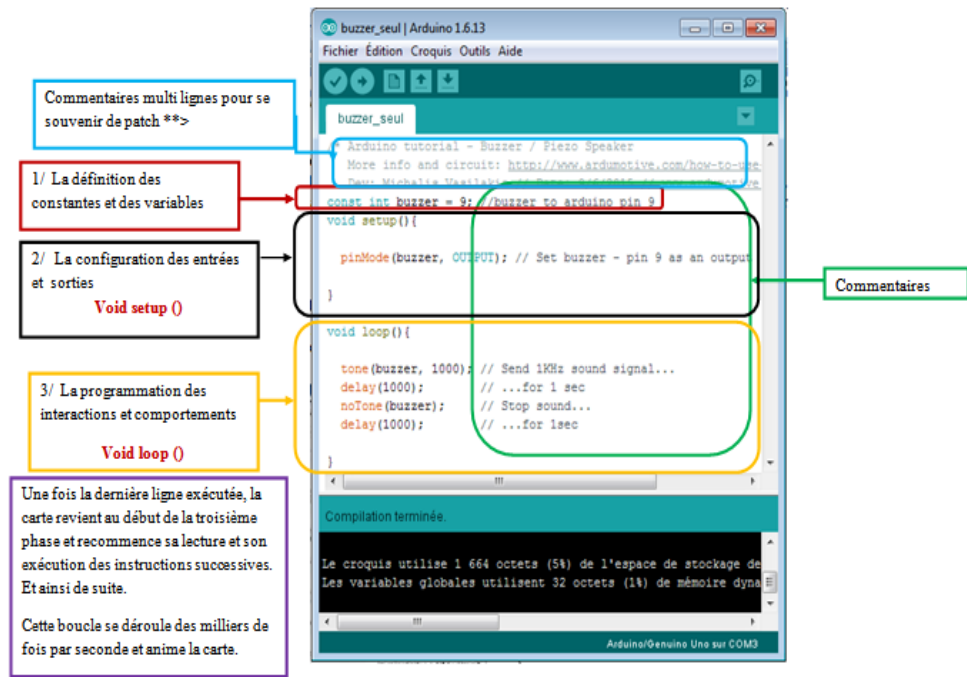 buzzer_seul | Arduino 1.6.13
Fichier Édition Croquis Outils Aide
buzzer_seul
Commentaires multi lignes pour se
souvenir de patch **>
1/ La définition des
constantes et des variables
2/ La configuration des entrées
et sorties
Void setup ()
3/ La programmation des
interactions et comportements
Void loop ()
Une fois la dernière ligne exécutée, la
carte revient au début de la troisième
phase et recommence sa lecture et son
exécution des instructions successives.
Et ainsi de suite.
Cette boucle se déroule des milliers de
fois par seconde et anime la carte.
* Arduino tutorial - Buzzer / Piezo Speaker
More info and circuit: http://www.ardumotive.com/how-to-use
Dev: Michalis
const int buzzer = 9; //buzzer to arduino pin 9
void setup(){
pinMode(buzzer, OUTPUT); // Set buzzer - pin 9 as an output
}
void loop(){
tone(buzzer, 1000); // Send 1KHz sound signal...
delay(1000); // ...for 1 sec
noTone(buzzer); // Stop sound...
delay(1000); // ...for 1sec
}
Commentaires
Compilation terminée.
Le croquis utilise 1 664 octets (5%) de l'espace de stockage de
Les variables globales utilisent 32 octets (1%) de mémoire dyna
Arduino/Genuino Uno sur COM3